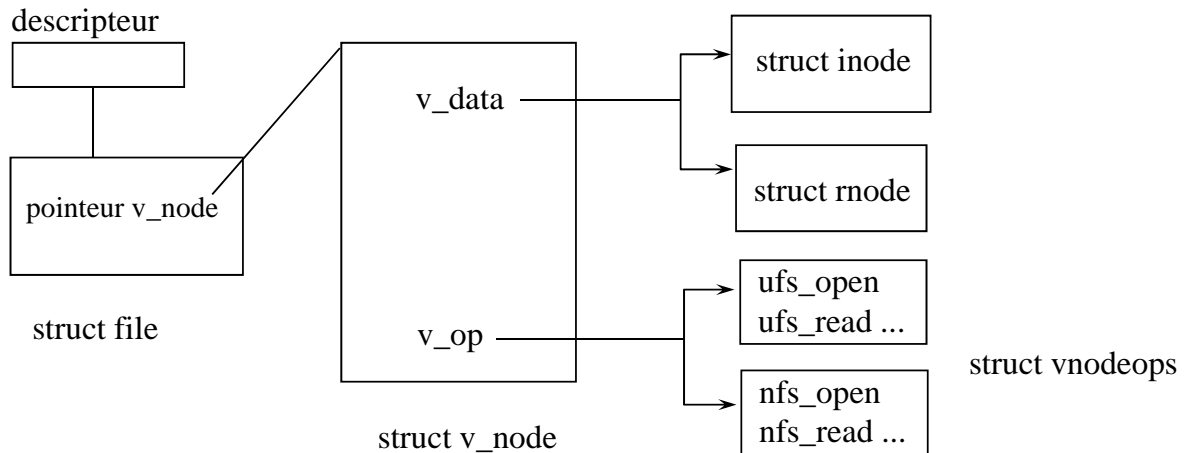 descripteur
pointeur v_node
struct file
v_data
v_op
struct v_node
struct inode
struct rnode
ufs_open
ufs_read ...
nfs_open
nfs_read ...
struct vnodeops